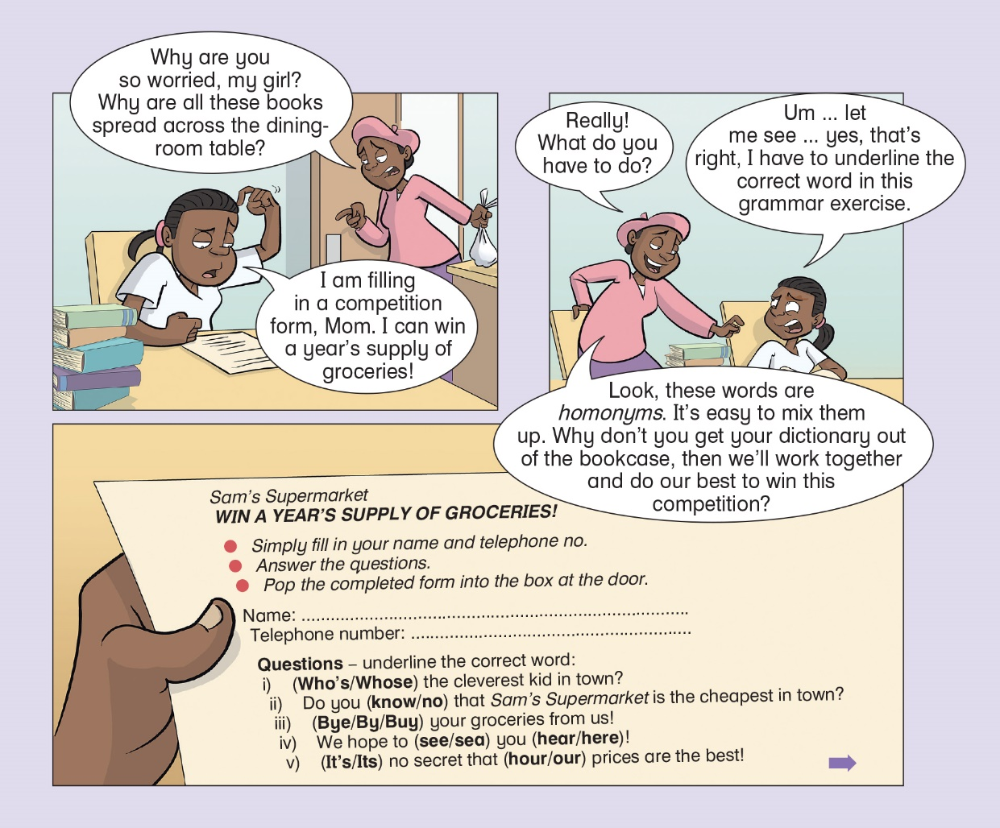 Why are you
so worried, my girl?
Why are all these books
spread across the dining-
room table?
I am filling
in a competition
form, Mom. I can win
a year's supply of
groceries!
Really!
What do you
have to do?
Um ... let
me see ... yes, that's
right, I have to underline the
correct word in this
grammar exercise.
Look, these words are
homonyms. It's easy to mix them
up. Why don't you get your dictionary out
of the bookcase, then we'll work together
and do our best to win this
competition?
Sam's Supermarket
WIN A YEAR'S SUPPLY OF GROCERIES!
● Simply fill in your name and telephone no.
● Answer the questions.
● Pop the completed form into the box at the door.
Name: ................................................................................
Telephone number: ..........................................................
Questions – underline the correct word:
i) (Who's/Whose) the cleverest kid in town?
ii) Do you (know/no) that Sam's Supermarket is the cheapest in town?
iii) (Bye/By/Buy) your groceries from us!
iv) We hope to (see/sea) you (hear/here)!
v) (It's/Its) no secret that (hour/our) prices are the best!